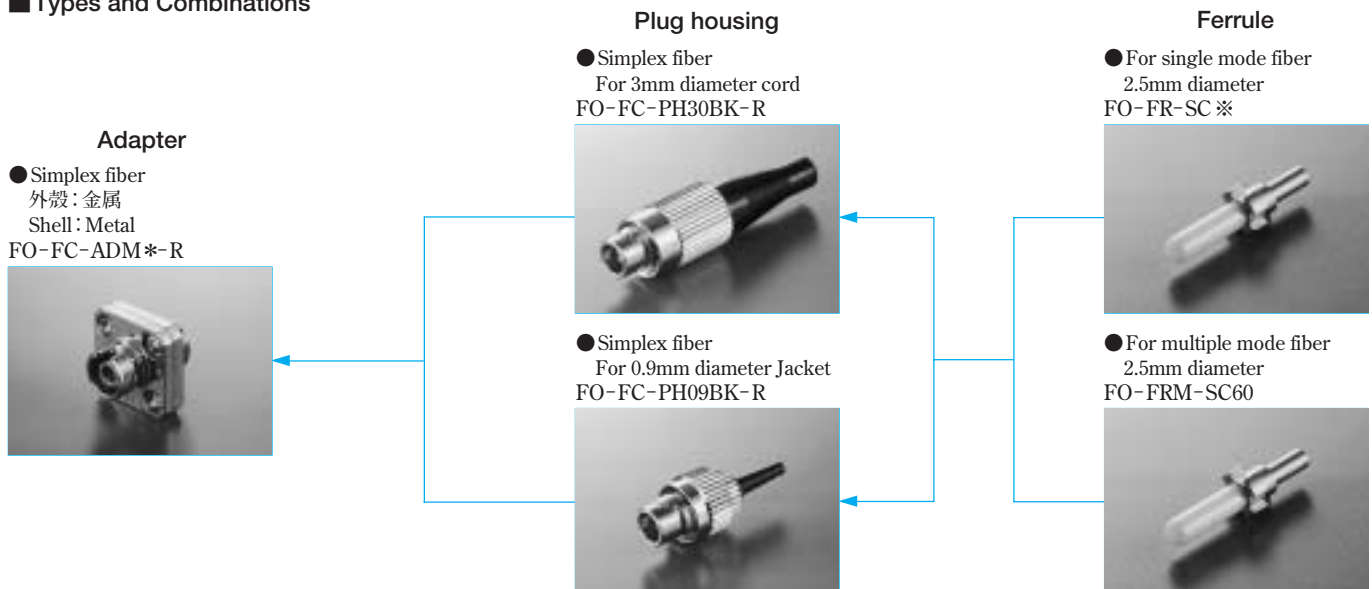 ■Types and Combinations
Adapter
●Simplex fiber
外殻：金属
Shell：Metal
FO-FC-ADM＊-R
Plug housing
●Simplex fiber
For 3mm diameter cord
FO-FC-PH30BK-R
●Simplex fiber
For 0.9mm diameter Jacket
FO-FC-PH09BK-R
Ferrule
●For single mode fiber
2.5mm diameter
FO-FR-SC※
●For multiple mode fiber
2.5mm diameter
FO-FRM-SC60